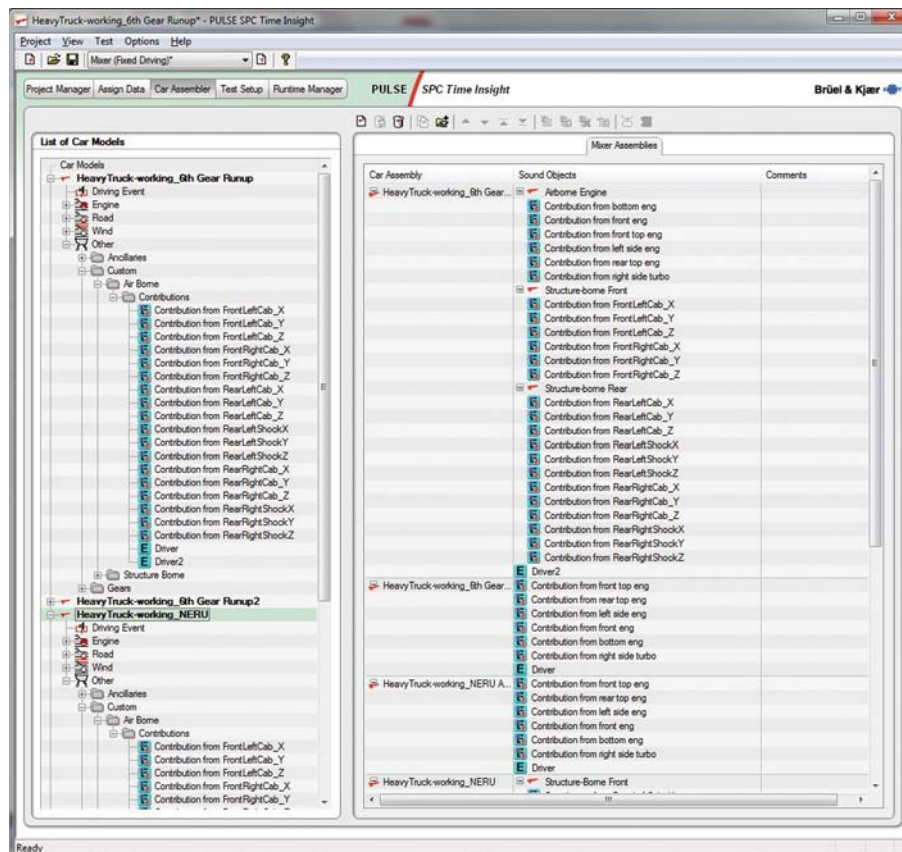 HeavyTruck-working_6th Gear Runup* - PULSE SPC Time Insight
Project View Test Options Help
Mixer (Fixed Driving)*
Project Manager Assign Data Car Assembler Test Setup Runtime Manager
PULSE SPC Time Insight
Brüel & Kjær
List of Car Models
Car Models
HeavyTruck-working_6th Gear Runup
Driving Event
Engine
Road
Wind
Other
Ancillaries
Custom
Air Borne
Contributions
Contribution from FrontLeftCab_X
Contribution from FrontLeftCab_Y
Contribution from FrontLeftCab_Z
Contribution from FrontRightCab_X
Contribution from FrontRightCab_Y
Contribution from FrontRightCab_Z
Contribution from RearLeftCab_X
Contribution from RearLeftCab_Y
Contribution from RearLeftCab_Z
Contribution from RearLeftShockX
Contribution from RearLeftShockY
Contribution from RearLeftShockZ
Contribution from RearRightCab_X
Contribution from RearRightCab_Y
Contribution from RearRightCab_Z
Contribution from RearRightShockX
Contribution from RearRightShockY
Contribution from RearRightShockZ
E Driver
E Driver2
Structure Borne
Gears
HeavyTruck-working_6th Gear Runup2
HeavyTruck-working_NERU
Driving Event
Engine
Road
Wind
Other
Ancillaries
Custom
Air Borne
Contributions
Contribution from FrontLeftCab_X
Contribution from FrontLeftCab_Y
Contribution from FrontLeftCab_Z
Contribution from FrontRightCab_X
Contribution from FrontRightCab_Y
Mixer Assemblies
Car Assembly Sound Objects Comments
HeavyTruck-working_6th Gear... Airborne Engine
Contribution from bottom eng
Contribution from front eng
Contribution from front top eng
Contribution from left side eng
Contribution from rear top eng
Contribution from right side turbo
Structure-borne Front
Contribution from FrontLeftCab_X
Contribution from FrontLeftCab_Y
Contribution from FrontLeftCab_Z
Contribution from FrontRightCab_X
Contribution from FrontRightCab_Y
Contribution from FrontRightCab_Z
Structure-borne Rear
Contribution from RearLeftCab_X
Contribution from RearLeftCab_Y
Contribution from RearLeftCab_Z
Contribution from RearLeftShockX
Contribution from RearLeftShockY
Contribution from RearLeftShockZ
Contribution from RearRightCab_X
Contribution from RearRightCab_Y
Contribution from RearRightCab_Z
Contribution from RearRightShockX
Contribution from RearRightShockY
Contribution from RearRightShockZ
E Driver2
HeavyTruck-working_6th Gear... Contribution from front top eng
Contribution from rear top eng
Contribution from left side eng
Contribution from front eng
Contribution from bottom eng
Contribution from right side turbo
E Driver
HeavyTruck-working_NERU A... Contribution from front top eng
Contribution from rear top eng
Contribution from left side eng
Contribution from front eng
Contribution from bottom eng
Contribution from right side turbo
E Driver
HeavyTruck-working_NERU Structure-Borne Front
Ready